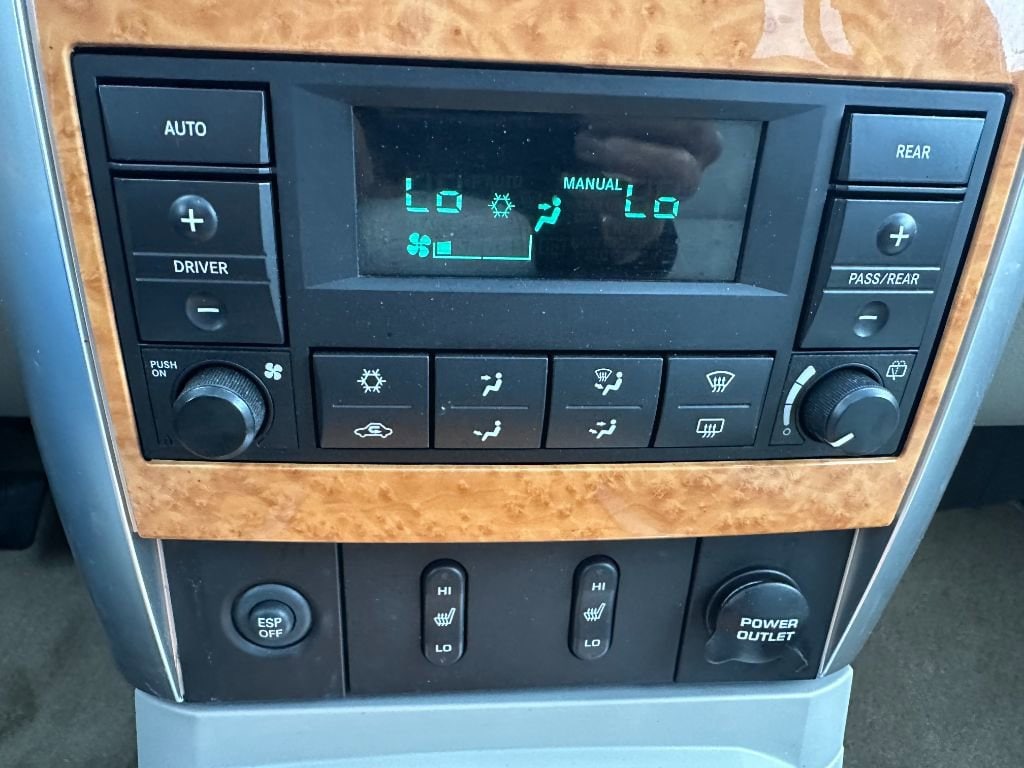 AUTO
REAR
MANUAL
Lo
Lo
DRIVER
PASS/REAR
PUSH
ON
ESP
OFF
HI
LO
HI
LO
POWER
OUTLET